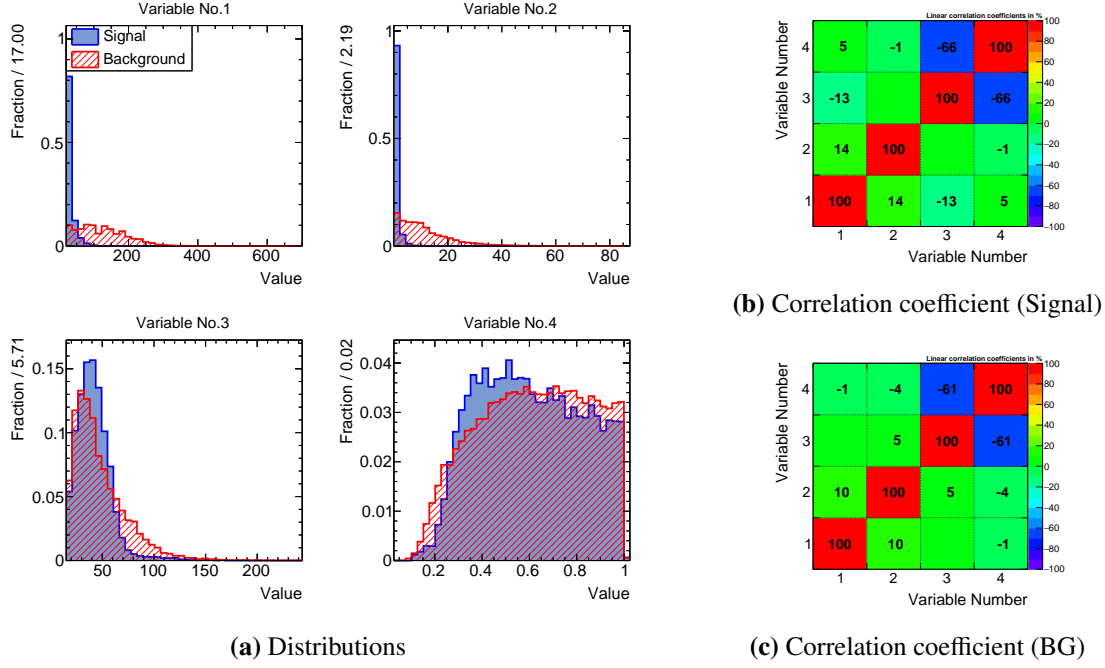 Variable No.1
Fraction / 17.00
1
0.5
0
Signal
Background
200 400 600
Value
Variable No.2
Fraction / 2.19
1
0.5
0
0 20 40 60 80
Value
Variable No.3
Fraction / 5.71
0.15
0.1
0.05
0
50 100 150 200
Value
Variable No.4
Fraction / 0.02
0.04
0.03
0.02
0.01
0
0.2 0.4 0.6 0.8 1
Value
(a) Distributions
Linear correlation coefficients in %
Variable Number
4 5 -1 -66 100
3 -13 100 -66
2 14 100 -1
1 100 14 -13 5
1 2 3 4
Variable Number
100
80
60
40
20
0
−20
−40
−60
−80
−100
(b) Correlation coefficient (Signal)
Linear correlation coefficients in %
Variable Number
4 -1 -4 -61 100
3 5 100 -61
2 10 100 5 -4
1 100 10 -1
1 2 3 4
Variable Number
100
80
60
40
20
0
−20
−40
−60
−80
−100
(c) Correlation coefficient (BG)